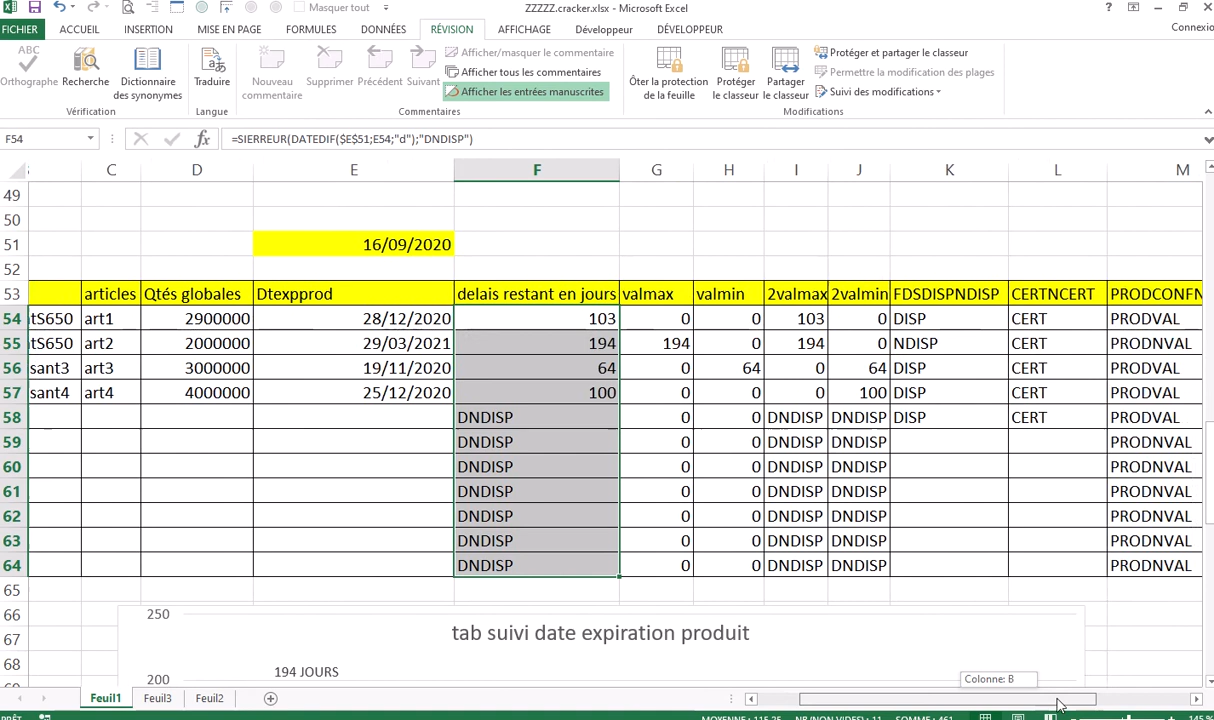 Masquer tout
ZZZZZ.cracker.xlsx - Microsoft Excel
?
FICHIER ACCUEIL INSERTION MISE EN PAGE FORMULES DONNÉES RÉVISION AFFICHAGE Développeur DÉVELOPPEUR
Connexio
ABC
Orthographe
Recherche
Dictionnaire
des synonymes
Vérification
Traduire
Langue
Nouveau
commentaire
Supprimer
Précédent
Suivant
Afficher/masquer le commentaire
Afficher tous les commentaires
Afficher les entrées manuscrites
Commentaires
Ôter la protection
de la feuille
Protéger
le classeur
Partager
le classeur
Protéger et partager le classeur
Permettre la modification des plages
Suivi des modifications
Modifications
F54 fx =SIERREUR(DATEDIF($E$51;E54;"d");"DNDISP")
C D E F G H I J K L M
49
50
51 16/09/2020
52
53 articles Qtés globales Dtexpprod delais restant en jours valmax valmin 2valmax 2valmin FDSDISPNDISP CERTNCERT PRODCONFN
54 tS650 art1 2900000 28/12/2020 103 0 0 103 0 DISP CERT PRODVAL
55 tS650 art2 2000000 29/03/2021 194 194 0 194 0 NDISP CERT PRODNVAL
56 sant3 art3 3000000 19/11/2020 64 0 64 0 64 DISP CERT PRODVAL
57 sant4 art4 4000000 25/12/2020 100 0 0 0 100 DISP CERT PRODVAL
58 DNDISP 0 0 DNDISP DNDISP DISP CERT PRODVAL
59 DNDISP 0 0 DNDISP DNDISP PRODNVAL
60 DNDISP 0 0 DNDISP DNDISP PRODNVAL
61 DNDISP 0 0 DNDISP DNDISP PRODNVAL
62 DNDISP 0 0 DNDISP DNDISP PRODNVAL
63 DNDISP 0 0 DNDISP DNDISP PRODNVAL
64 DNDISP 0 0 DNDISP DNDISP PRODNVAL
65
66
67
68
250
tab suivi date expiration produit
194 JOURS
200
Colonne: B
Feuil1 Feuil3 Feuil2
PRÊT
MOYENNE : 115,25 NB (NON VIDES) : 11 SOMME : 461
145 %